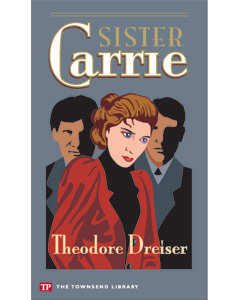 SISTER
Carrie
Theodore Dreiser
TP THE TOWNSEND LIBRARY